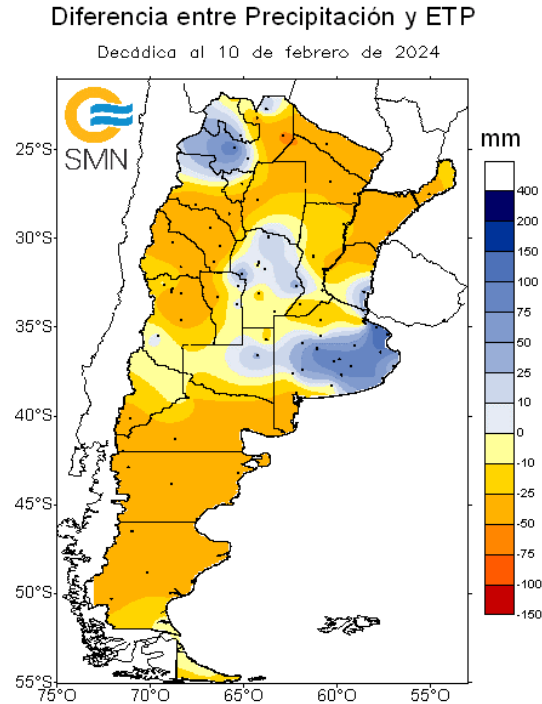 Diferencia entre Precipitación y ETP
Decádica al 10 de febrero de 2024
SMN
mm
400
200
150
100
75
50
25
10
0
-10
-25
-50
-75
-100
-150
25°S
30°S
35°S
40°S
45°S
50°S
55°S
75°O
70°O
65°O
60°O
55°O